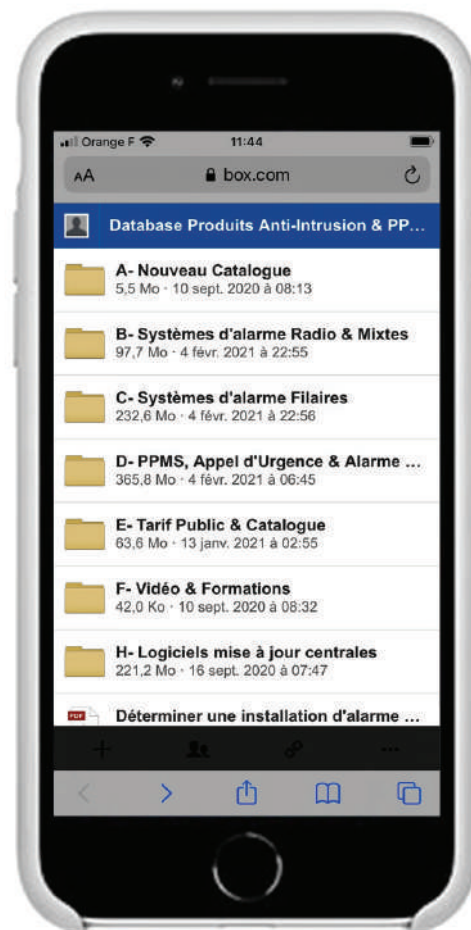 Orange F
11:44
AA
box.com
Database Produits Anti-Intrusion & PP...
A- Nouveau Catalogue
5,5 Mo · 10 sept. 2020 à 08:13
B- Systèmes d'alarme Radio & Mixtes
97,7 Mo · 4 févr. 2021 à 22:55
C- Systèmes d'alarme Filaires
232,6 Mo · 4 févr. 2021 à 22:56
D- PPMS, Appel d'Urgence & Alarme ...
365,8 Mo · 4 févr. 2021 à 06:45
E- Tarif Public & Catalogue
63,6 Mo · 13 janv. 2021 à 02:55
F- Vidéo & Formations
42,0 Ko · 10 sept. 2020 à 08:32
H- Logiciels mise à jour centrales
221,2 Mo · 16 sept. 2020 à 07:47
PDF
Déterminer une installation d'alarme ...